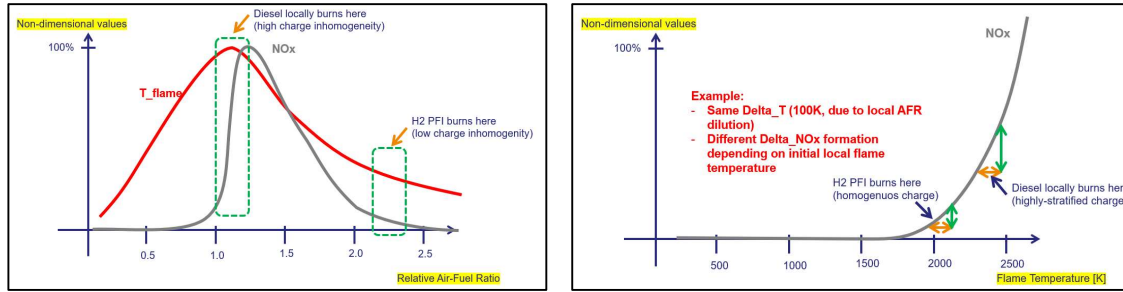 Non-dimensional values
Diesel locally burns here
(high charge inhomogeneity)
NOx
100%
T_flame
H2 PFI burns here
(low charge inhomogenity)
0.5
1.0
1.5
2.0
2.5
Relative Air-Fuel Ratio
Non-dimensional values
NOx
100%
Example:
- Same Delta_T (100K, due to local AFR
dilution)
- Different Delta_NOx formation
depending on initial local flame
temperature
H2 PFI burns here
(homogenuos charge)
Diesel locally burns here
(highly-stratified charge
500
1000
1500
2000
2500
Flame Temperature [K]